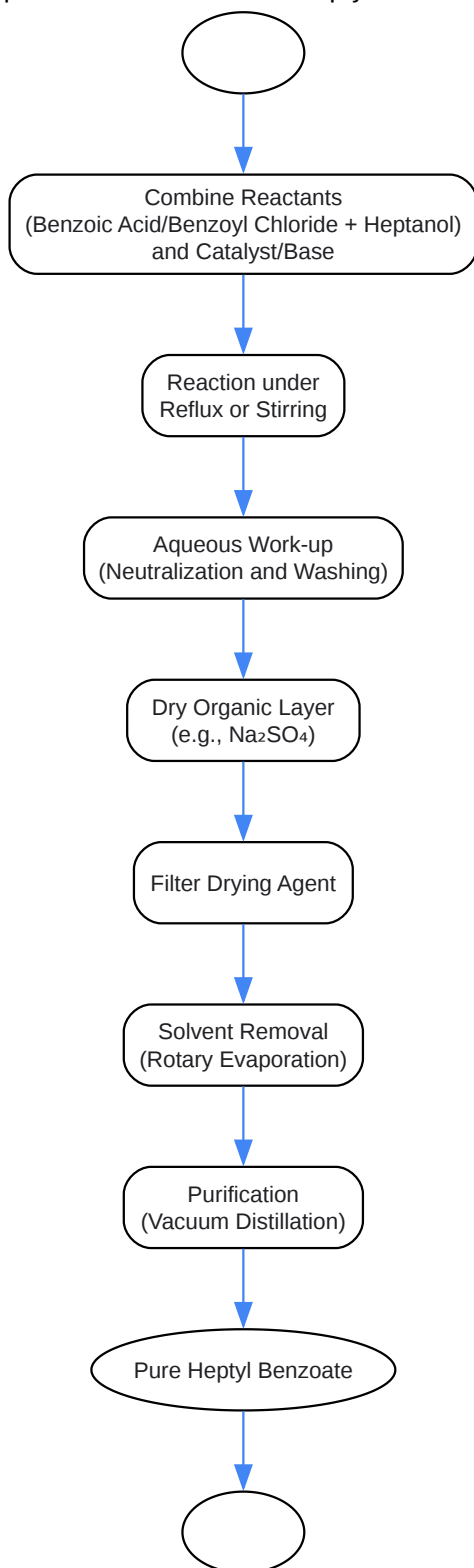 Combine Reactants
(Benzoic Acid/Benzoyl Chloride + Heptanol)
and Catalyst/Base
Reaction under
Reflux or Stirring
Aqueous Work-up
(Neutralization and Washing)
Dry Organic Layer
(e.g., Na₂SO₄)
Filter Drying Agent
Solvent Removal
(Rotary Evaporation)
Purification
(Vacuum Distillation)
Pure Heptyl Benzoate